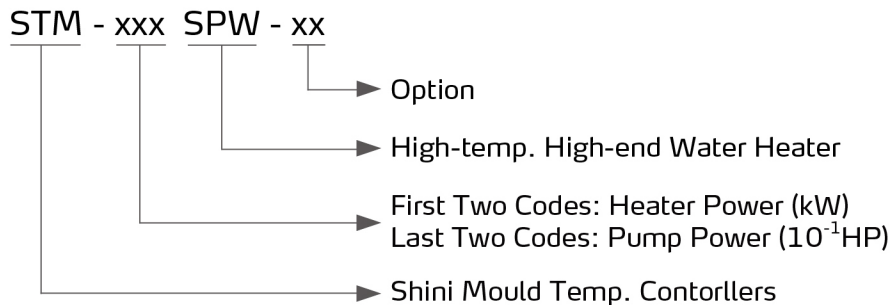 STM - xxx SPW - xx
Option
High-temp. High-end Water Heater
First Two Codes: Heater Power (kW)
Last Two Codes: Pump Power (10⁻¹HP)
Shini Mould Temp. Contorllers